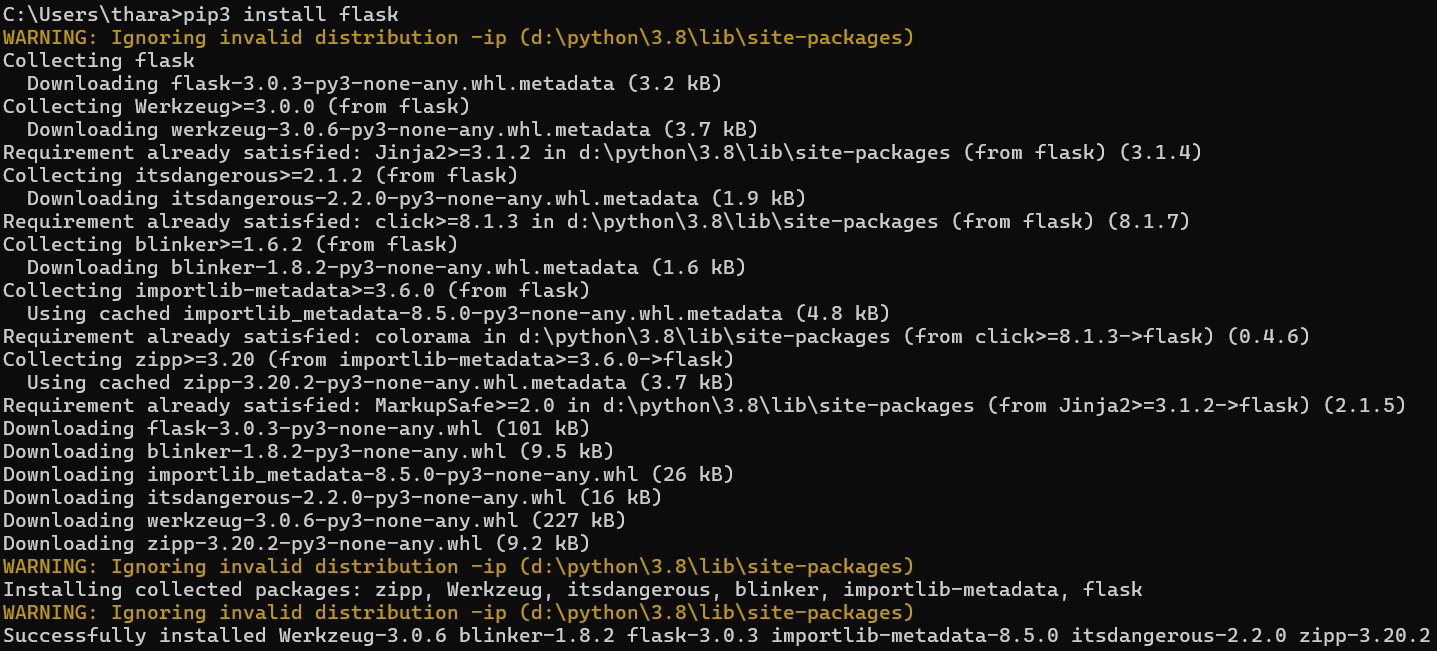 C:\Users\thara>pip3 install flask
WARNING: Ignoring invalid distribution -ip (d:\python\3.8\lib\site-packages)
Collecting flask
  Downloading flask-3.0.3-py3-none-any.whl.metadata (3.2 kB)
Collecting Werkzeug>=3.0.0 (from flask)
  Downloading werkzeug-3.0.6-py3-none-any.whl.metadata (3.7 kB)
Requirement already satisfied: Jinja2>=3.1.2 in d:\python\3.8\lib\site-packages (from flask) (3.1.4)
Collecting itsdangerous>=2.1.2 (from flask)
  Downloading itsdangerous-2.2.0-py3-none-any.whl.metadata (1.9 kB)
Requirement already satisfied: click>=8.1.3 in d:\python\3.8\lib\site-packages (from flask) (8.1.7)
Collecting blinker>=1.6.2 (from flask)
  Downloading blinker-1.8.2-py3-none-any.whl.metadata (1.6 kB)
Collecting importlib-metadata>=3.6.0 (from flask)
  Using cached importlib_metadata-8.5.0-py3-none-any.whl.metadata (4.8 kB)
Requirement already satisfied: colorama in d:\python\3.8\lib\site-packages (from click>=8.1.3->flask) (0.4.6)
Collecting zipp>=3.20 (from importlib-metadata>=3.6.0->flask)
  Using cached zipp-3.20.2-py3-none-any.whl.metadata (3.7 kB)
Requirement already satisfied: MarkupSafe>=2.0 in d:\python\3.8\lib\site-packages (from Jinja2>=3.1.2->flask) (2.1.5)
Downloading flask-3.0.3-py3-none-any.whl (101 kB)
Downloading blinker-1.8.2-py3-none-any.whl (9.5 kB)
Downloading importlib_metadata-8.5.0-py3-none-any.whl (26 kB)
Downloading itsdangerous-2.2.0-py3-none-any.whl (16 kB)
Downloading werkzeug-3.0.6-py3-none-any.whl (227 kB)
Downloading zipp-3.20.2-py3-none-any.whl (9.2 kB)
WARNING: Ignoring invalid distribution -ip (d:\python\3.8\lib\site-packages)
Installing collected packages: zipp, Werkzeug, itsdangerous, blinker, importlib-metadata, flask
WARNING: Ignoring invalid distribution -ip (d:\python\3.8\lib\site-packages)
Successfully installed Werkzeug-3.0.6 blinker-1.8.2 flask-3.0.3 importlib-metadata-8.5.0 itsdangerous-2.2.0 zipp-3.20.2